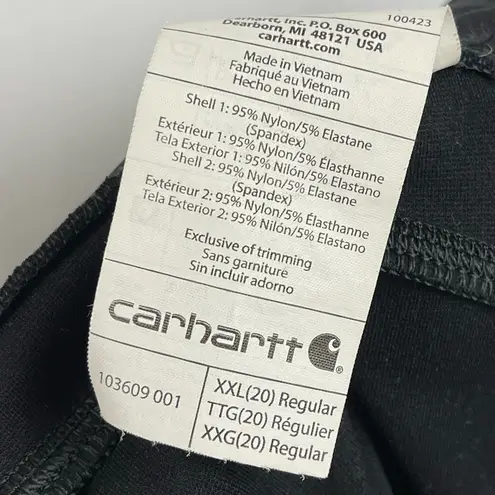 Carhartt, Inc. P.O. Box 600
Dearborn, MI 48121 USA
carhartt.com
100423
Made in Vietnam
Fabriqué au Vietnam
Hecho en Vietnam
Shell 1: 95% Nylon/5% Elastane
(Spandex)
Extérieur 1: 95% Nylon/5% Élasthanne
Tela Exterior 1: 95% Nilón/5% Elastano
Shell 2: 95% Nylon/5% Elastane
(Spandex)
Extérieur 2: 95% Nylon/5% Élasthanne
Tela Exterior 2: 95% Nilón/5% Elastano
Exclusive of trimming
Sans garniture
Sin incluir adorno
carhartt
103609 001
XXL(20) Regular
TTG(20) Régulier
XXG(20) Regular